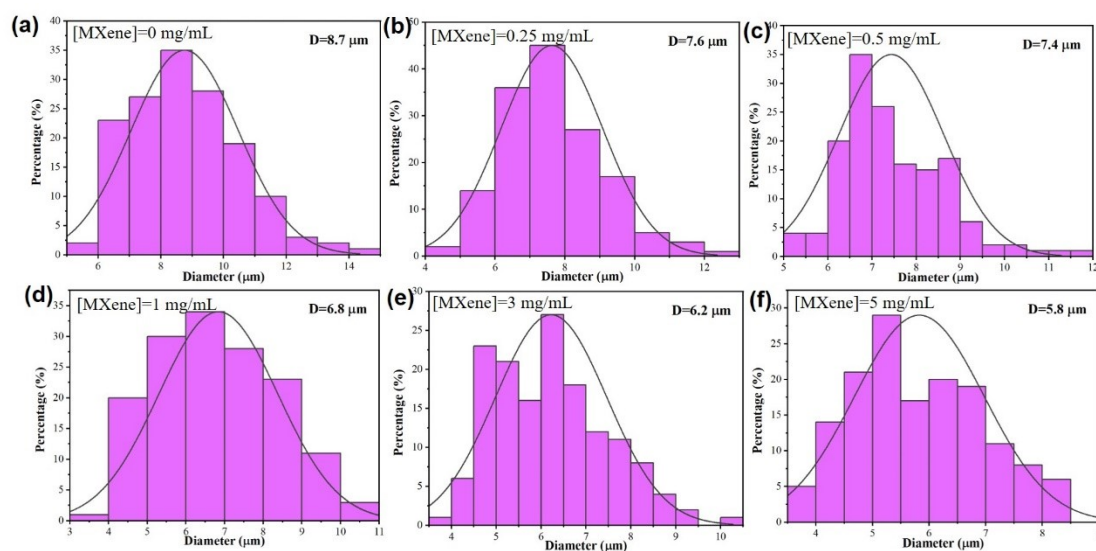 (a)
[MXene]=0 mg/mL
D=8.7 μm
Percentage (%)
40
35
30
25
20
15
10
5
0
6
8
10
12
14
Diameter (μm)
(b)
[MXene]=0.25 mg/mL
D=7.6 μm
Percentage (%)
50
40
30
20
10
0
4
6
8
10
12
Diameter (μm)
(c)
[MXene]=0.5 mg/mL
D=7.4 μm
Percentage (%)
40
35
30
25
20
15
10
5
0
5
6
7
8
9
10
11
12
Diameter (μm)
(d)
[MXene]=1 mg/mL
D=6.8 μm
Percentage (%)
35
30
25
20
15
10
5
0
3
4
5
6
7
8
9
10
11
Diameter (μm)
(e)
[MXene]=3 mg/mL
D=6.2 μm
Percentage (%)
30
25
20
15
10
5
0
4
5
6
7
8
9
10
Diameter (μm)
(f)
[MXene]=5 mg/mL
D=5.8 μm
Percentage (%)
30
25
20
15
10
5
0
4
5
6
7
8
Diameter (μm)